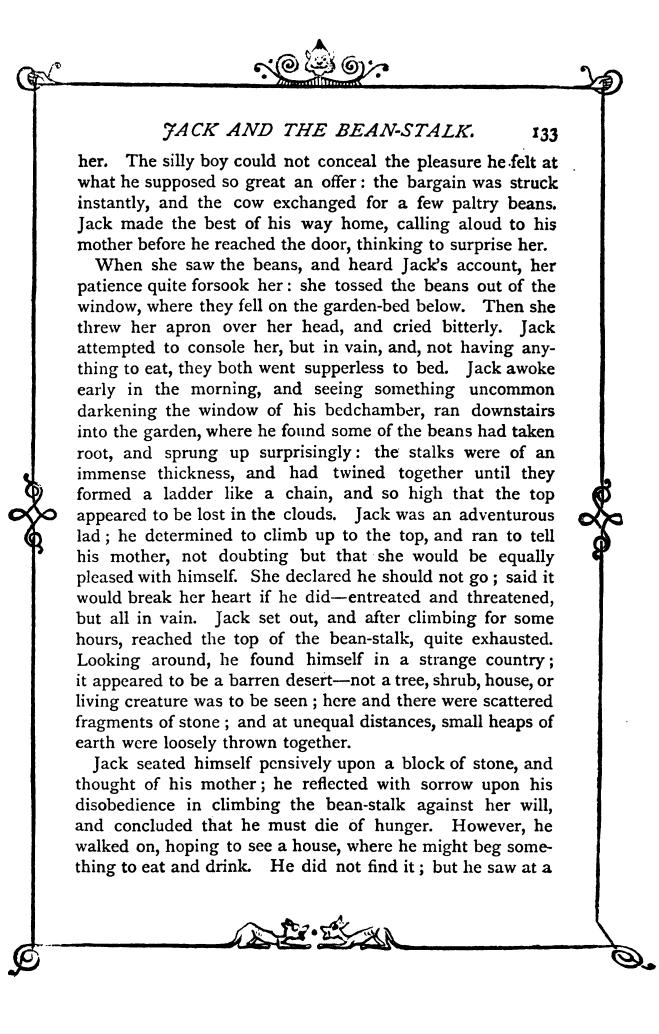 JACK AND THE BEAN-STALK. 133
her. The silly boy could not conceal the pleasure he felt at
what he supposed so great an offer: the bargain was struck
instantly, and the cow exchanged for a few paltry beans.
Jack made the best of his way home, calling aloud to his
mother before he reached the door, thinking to surprise her.
When she saw the beans, and heard Jack's account, her
patience quite forsook her: she tossed the beans out of the
window, where they fell on the garden-bed below. Then she
threw her apron over her head, and cried bitterly. Jack
attempted to console her, but in vain, and, not having any-
thing to eat, they both went supperless to bed. Jack awoke
early in the morning, and seeing something uncommon
darkening the window of his bedchamber, ran downstairs
into the garden, where he found some of the beans had taken
root, and sprung up surprisingly: the stalks were of an
immense thickness, and had twined together until they
formed a ladder like a chain, and so high that the top
appeared to be lost in the clouds. Jack was an adventurous
lad; he determined to climb up to the top, and ran to tell
his mother, not doubting but that she would be equally
pleased with himself. She declared he should not go; said it
would break her heart if he did—entreated and threatened,
but all in vain. Jack set out, and after climbing for some
hours, reached the top of the bean-stalk, quite exhausted.
Looking around, he found himself in a strange country;
it appeared to be a barren desert—not a tree, shrub, house, or
living creature was to be seen; here and there were scattered
fragments of stone; and at unequal distances, small heaps of
earth were loosely thrown together.
Jack seated himself pensively upon a block of stone, and
thought of his mother; he reflected with sorrow upon his
disobedience in climbing the bean-stalk against her will,
and concluded that he must die of hunger. However, he
walked on, hoping to see a house, where he might beg some-
thing to eat and drink. He did not find it; but he saw at a